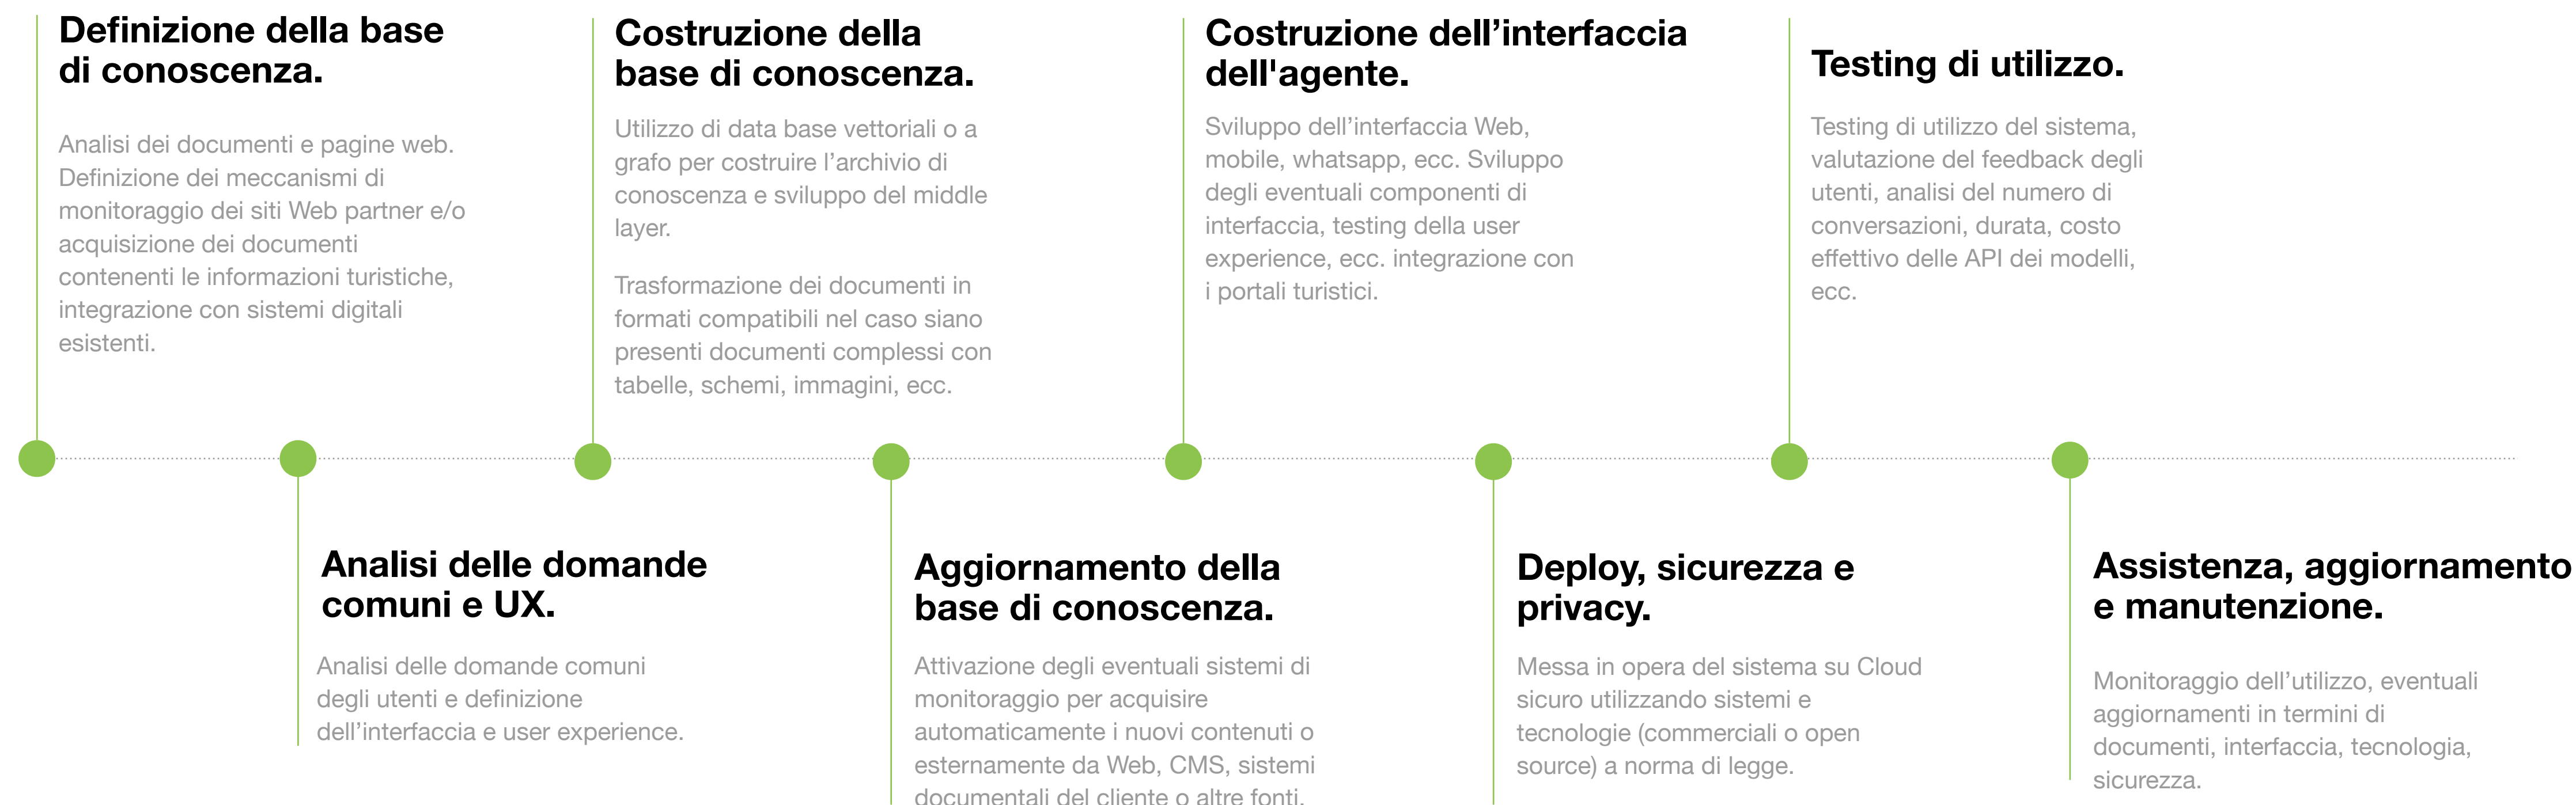 Definizione della base
di conoscenza.
Analisi dei documenti e pagine web.
Definizione dei meccanismi di
monitoraggio dei siti Web partner e/o
acquisizione dei documenti
contenenti le informazioni turistiche,
integrazione con sistemi digitali
esistenti.
Analisi delle domande
comuni e UX.
Analisi delle domande comuni
degli utenti e definizione
dell’interfaccia e user experience.
Costruzione della
base di conoscenza.
Utilizzo di data base vettoriali o a
grafo per costruire l’archivio di
conoscenza e sviluppo del middle
layer.
Trasformazione dei documenti in
formati compatibili nel caso siano
presenti documenti complessi con
tabelle, schemi, immagini, ecc.
Aggiornamento della
base di conoscenza.
Attivazione degli eventuali sistemi di
monitoraggio per acquisire
automaticamente i nuovi contenuti o
esternamente da Web, CMS, sistemi
documentali del cliente o altre fonti.
Costruzione dell’interfaccia
dell'agente.
Sviluppo dell’interfaccia Web,
mobile, whatsapp, ecc. Sviluppo
degli eventuali componenti di
interfaccia, testing della user
experience, ecc. integrazione con
i portali turistici.
Deploy, sicurezza e
privacy.
Messa in opera del sistema su Cloud
sicuro utilizzando sistemi e
tecnologie (commerciali o open
source) a norma di legge.
Testing di utilizzo.
Testing di utilizzo del sistema,
valutazione del feedback degli
utenti, analisi del numero di
conversazioni, durata, costo
effettivo delle API dei modelli,
ecc.
Assistenza, aggiornamento
e manutenzione.
Monitoraggio dell’utilizzo, eventuali
aggiornamenti in termini di
documenti, interfaccia, tecnologia,
sicurezza.